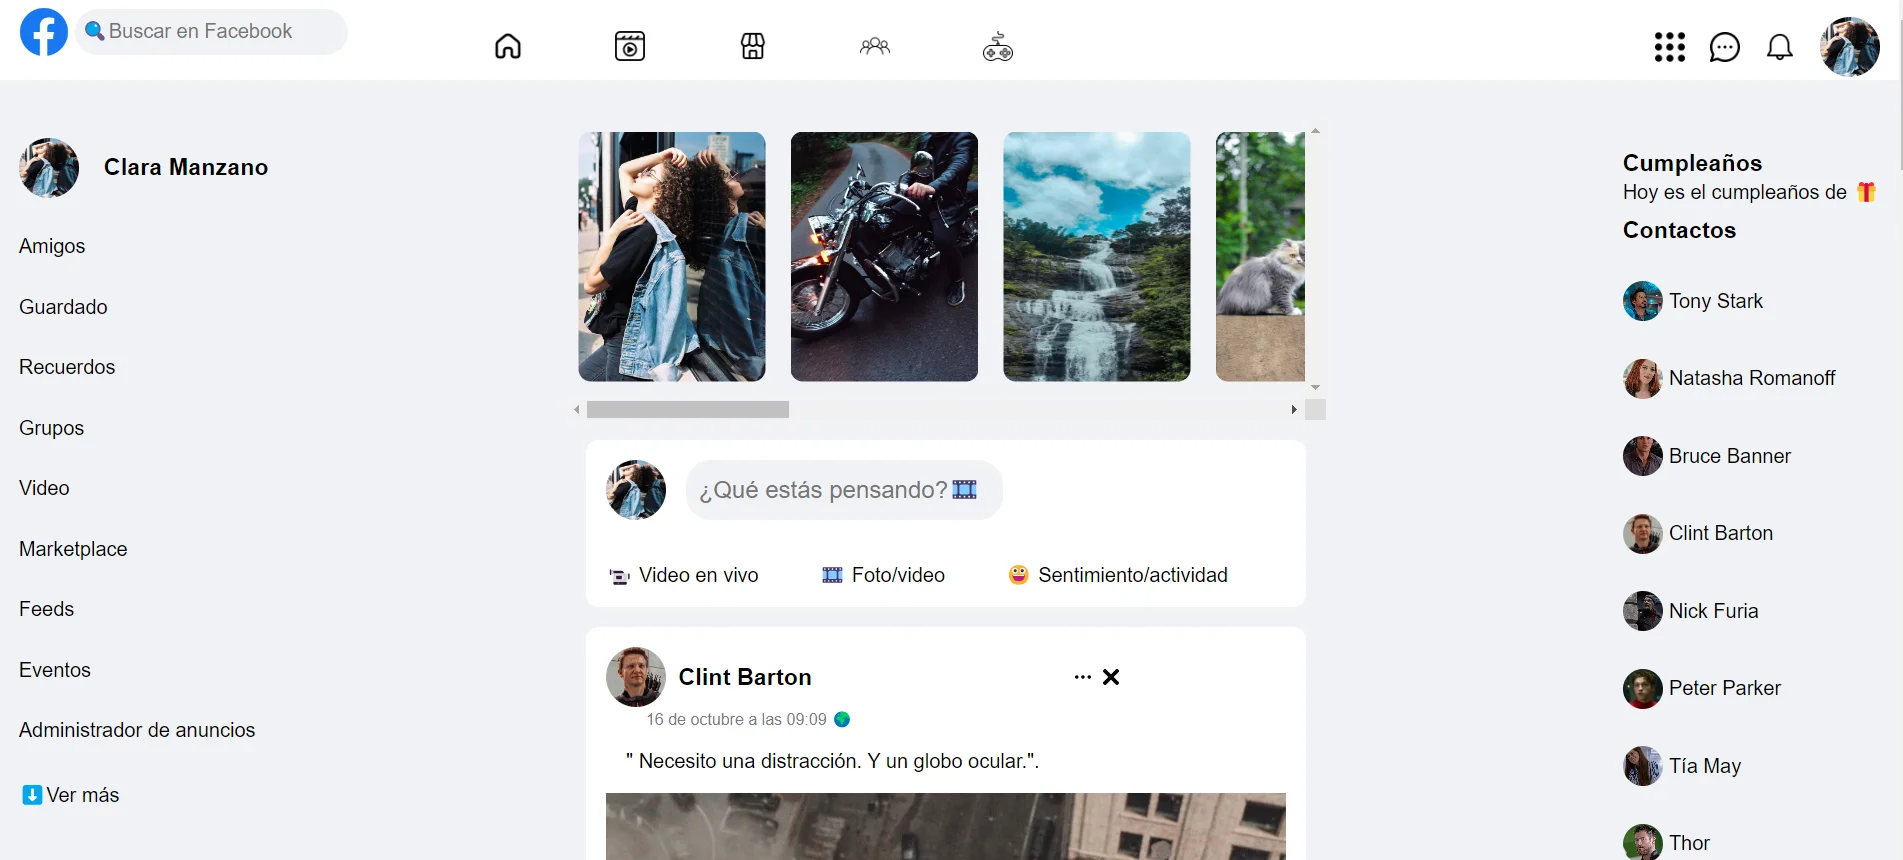 Buscar en Facebook
Clara Manzano
Amigos
Guardado
Recuerdos
Grupos
Video
Marketplace
Feeds
Eventos
Administrador de anuncios
Ver más
¿Qué estás pensando?
Video en vivo
Foto/video
Sentimiento/actividad
Clint Barton
16 de octubre a las 09:09
" Necesito una distracción. Y un globo ocular.".
Cumpleaños
Hoy es el cumpleaños de
Contactos
Tony Stark
Natasha Romanoff
Bruce Banner
Clint Barton
Nick Furia
Peter Parker
Tía May
Thor